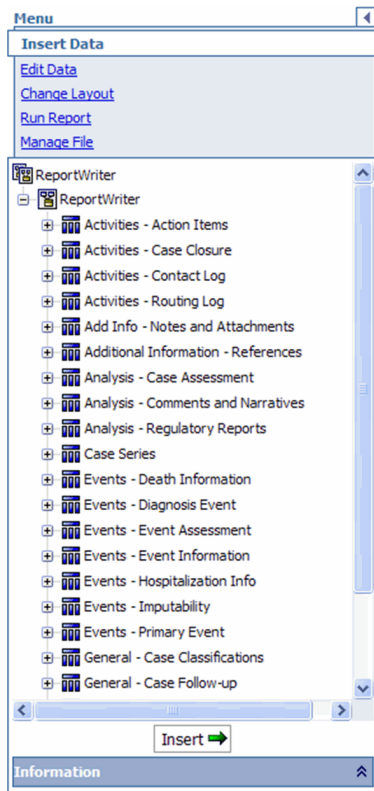 Menu
Insert Data
Edit Data
Change Layout
Run Report
Manage File
ReportWriter
ReportWriter
Activities - Action Items
Activities - Case Closure
Activities - Contact Log
Activities - Routing Log
Add Info - Notes and Attachments
Additional Information - References
Analysis - Case Assessment
Analysis - Comments and Narratives
Analysis - Regulatory Reports
Case Series
Events - Death Information
Events - Diagnosis Event
Events - Event Assessment
Events - Event Information
Events - Hospitalization Info
Events - Imputability
Events - Primary Event
General - Case Classifications
General - Case Follow-up
Insert
Information